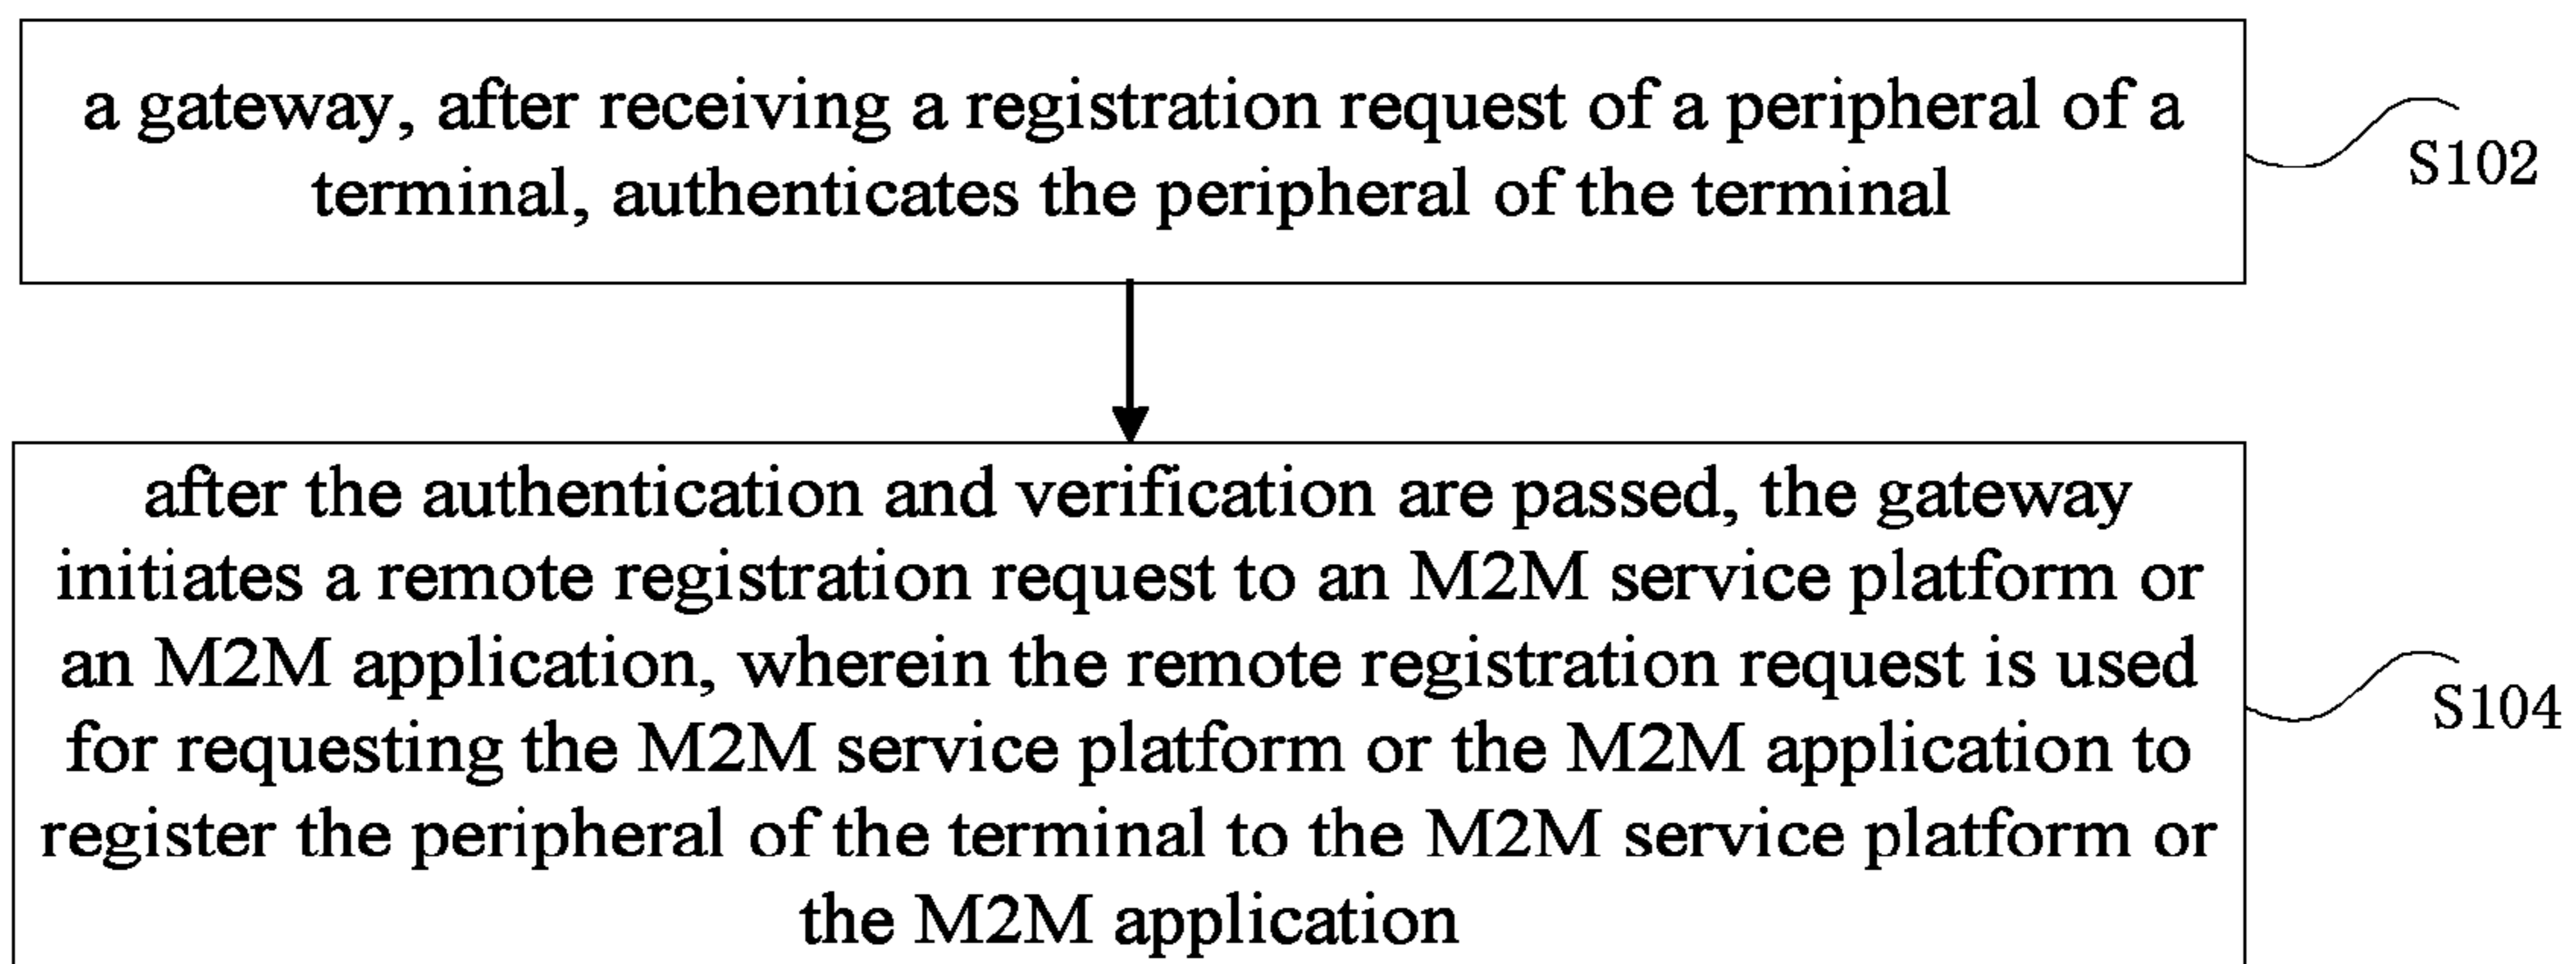 a gateway, after receiving a registration request of a peripheral of a
terminal, authenticates the peripheral of the terminal
S102
after the authentication and verification are passed, the gateway
initiates a remote registration request to an M2M service platform or
an M2M application, wherein the remote registration request is used
for requesting the M2M service platform or the M2M application to
register the peripheral of the terminal to the M2M service platform or
the M2M application
S104